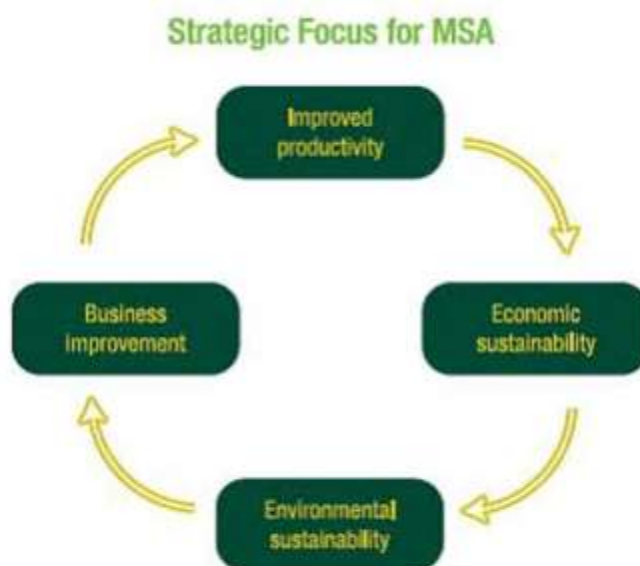 Strategic Focus for MSA
Improved
productivity
Economic
sustainability
Environmental
sustainability
Business
improvement